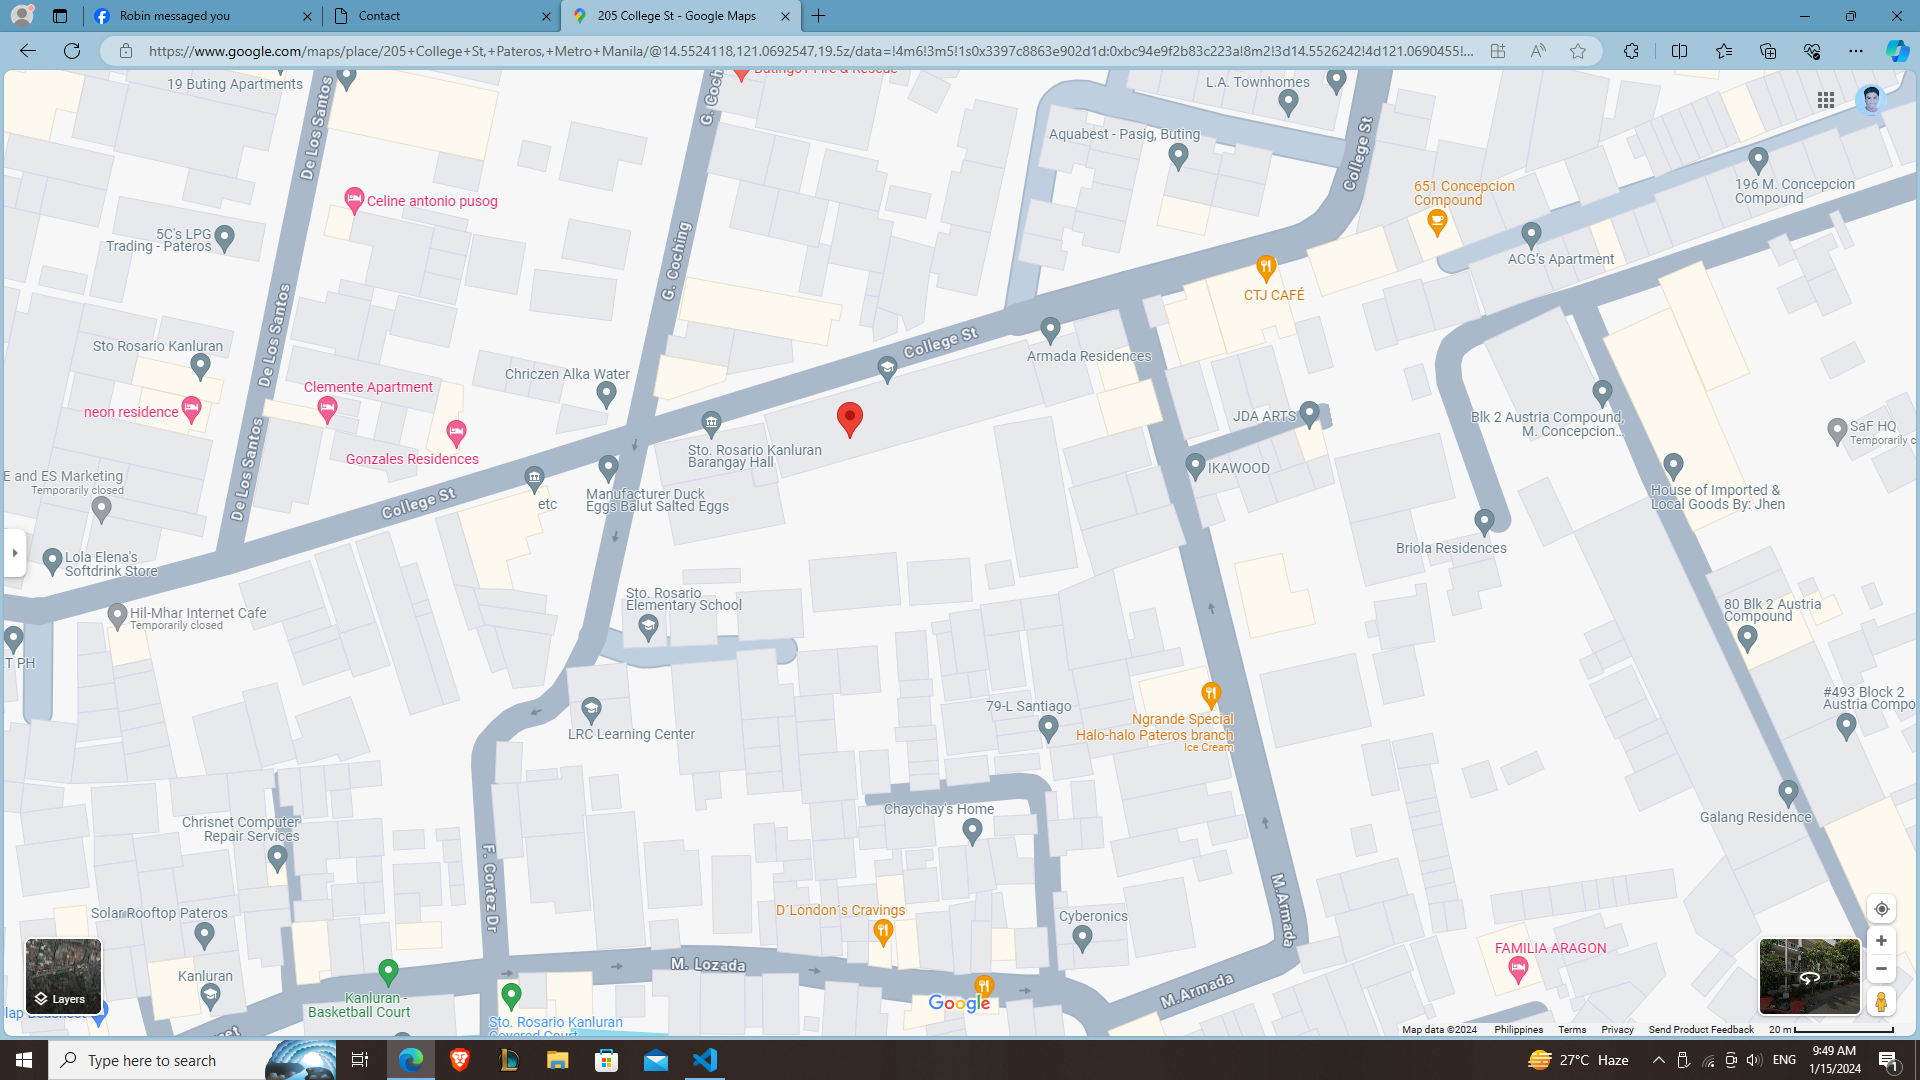 Robin messaged you
Contact
205 College St - Google Maps
https://www.google.com/maps/place/205+College+St,+Pateros,+Metro+Manila/@14.5524118,121.0692547,19.5z/data=!4m6!3m5!1s0x3397c8863e902d1d:0xbc94e9f2b83c223a!8m2!3d14.5526242!4d121.0690455!...
19 Buting Apartments
De Los Santos
G. Coching
L.A. Townhomes
Aquabest - Pasig, Buting
College St
651 Concepcion
Compound
196 M. Concepcion
Compound
Celine antonio pusog
5C's LPG
Trading - Pateros
G. Coching
ACG's Apartment
CTJ CAFÉ
De Los Santos
Sto Rosario Kanluran
College St
Armada Residences
Chriczen Alka Water
Clemente Apartment
neon residence
JDA ARTS
Blk 2 Austria Compound,
M. Concepcion...
SaF HQ
Temporarily c
Sto. Rosario Kanluran
Barangay Hall
Gonzales Residences
De Los Santos
IKAWOOD
E and ES Marketing
Temporarily closed
College St
etc
Manufacturer Duck
Eggs Balut Salted Eggs
House of Imported &
Local Goods By: Jhen
Briola Residences
Lola Elena's
Softdrink Store
Hil-Mhar Internet Cafe
Temporarily closed
Sto. Rosario
Elementary School
80 Blk 2 Austria
Compound
T PH
#493 Block 2
Austria Compo
79-L Santiago
Ngrande Special
Halo-halo Pateros branch
Ice Cream
LRC Learning Center
Chaychay's Home
Galang Residence
Chrisnet Computer
Repair Services
F. Cortez Dr
M.Armada
Solar Rooftop Pateros
D´London´s Cravings
Cyberonics
FAMILIA ARAGON
M. Lozada
Kanluran
M.Armada
Layers
Kanluran -
Basketball Court
Google
Sto. Rosario Kanluran
Map data ©2024
Philippines
Terms
Privacy
Send Product Feedback
20 m
Type here to search
27°C Haze
ENG
9:49 AM
1/15/2024
1